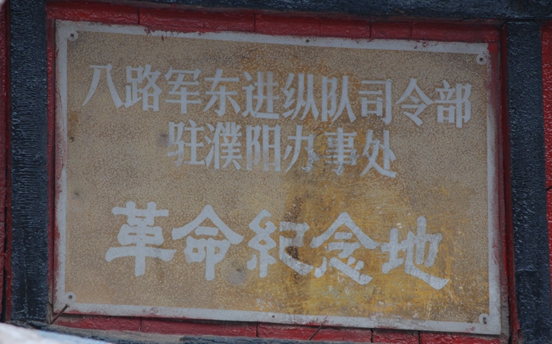 八路军东进纵队司令部
驻濮阳办事处
革命紀念地